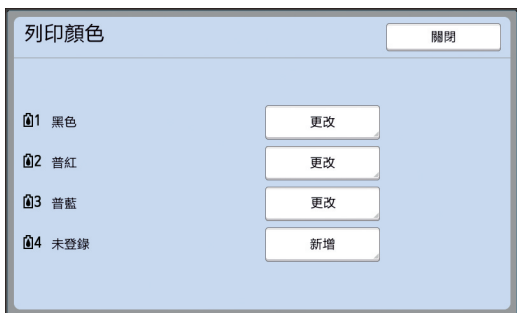 列印顏色 關閉
1 黑色 更改
2 普紅 更改
3 普藍 更改
4 未登錄 新增